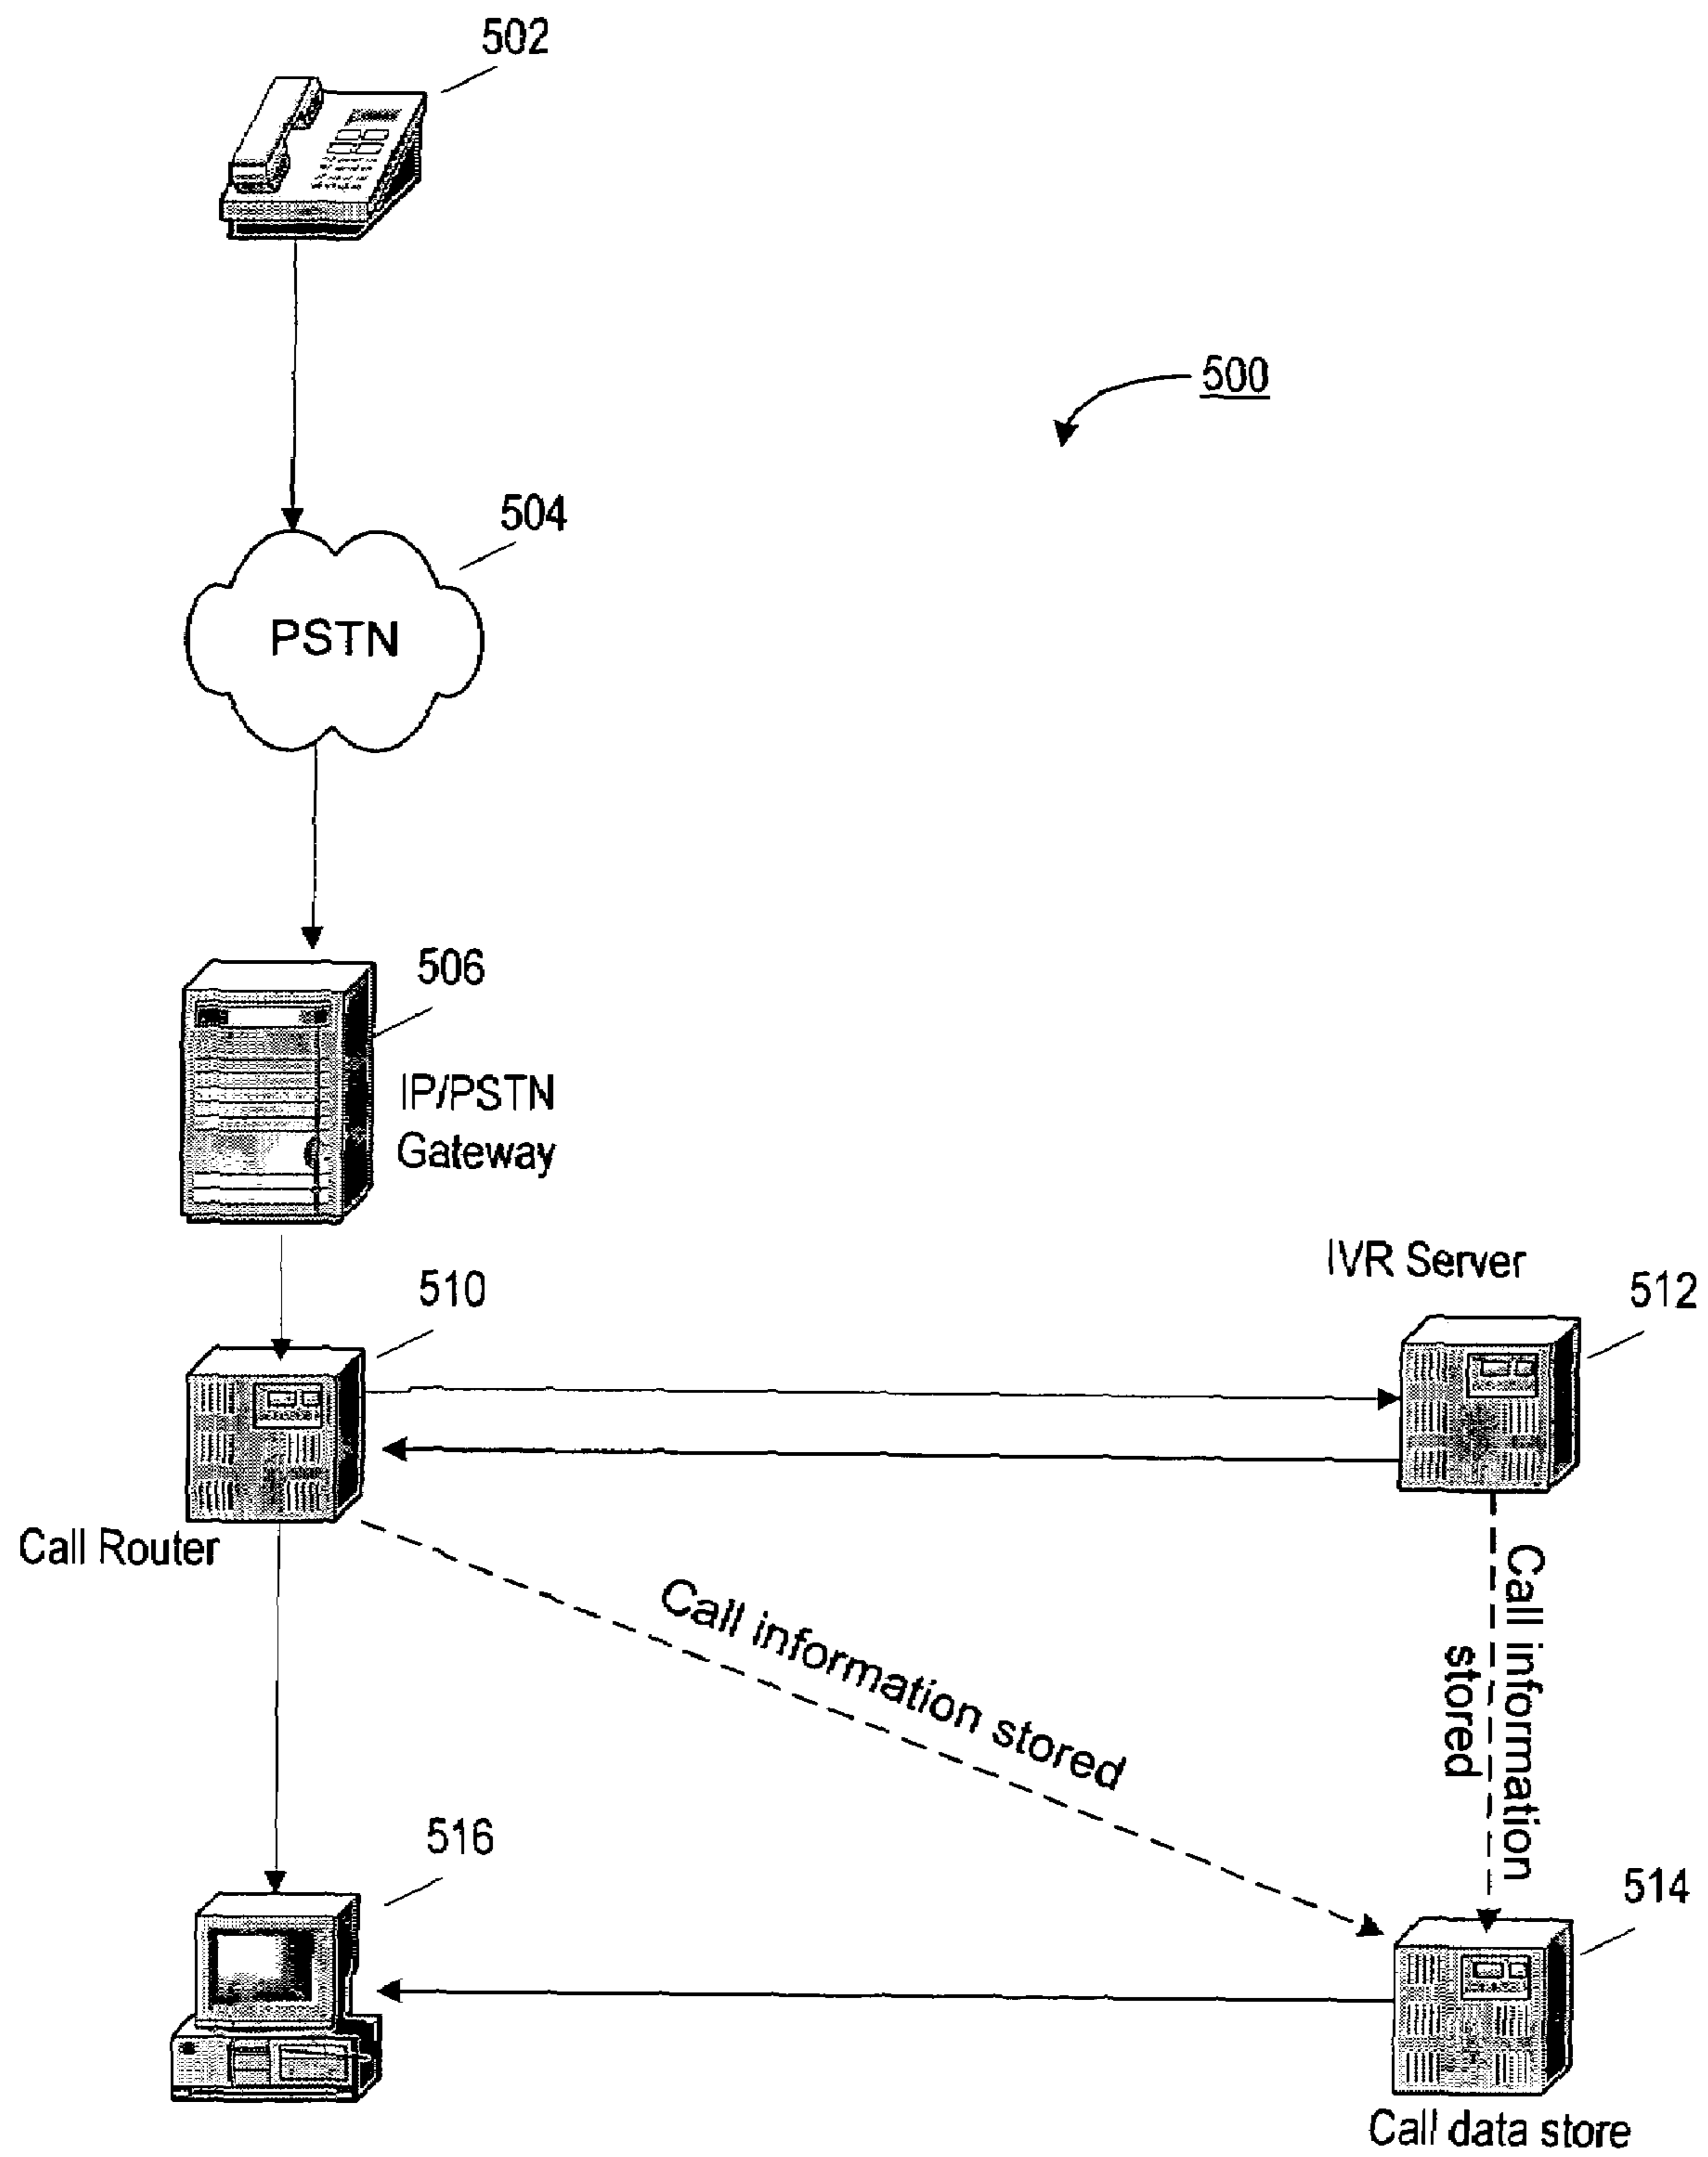 502
500
504
PSTN
506
IP/PSTN
Gateway
IVR Server
510
512
Call Router
Call information stored
Call information
stored
516
514
Call data store